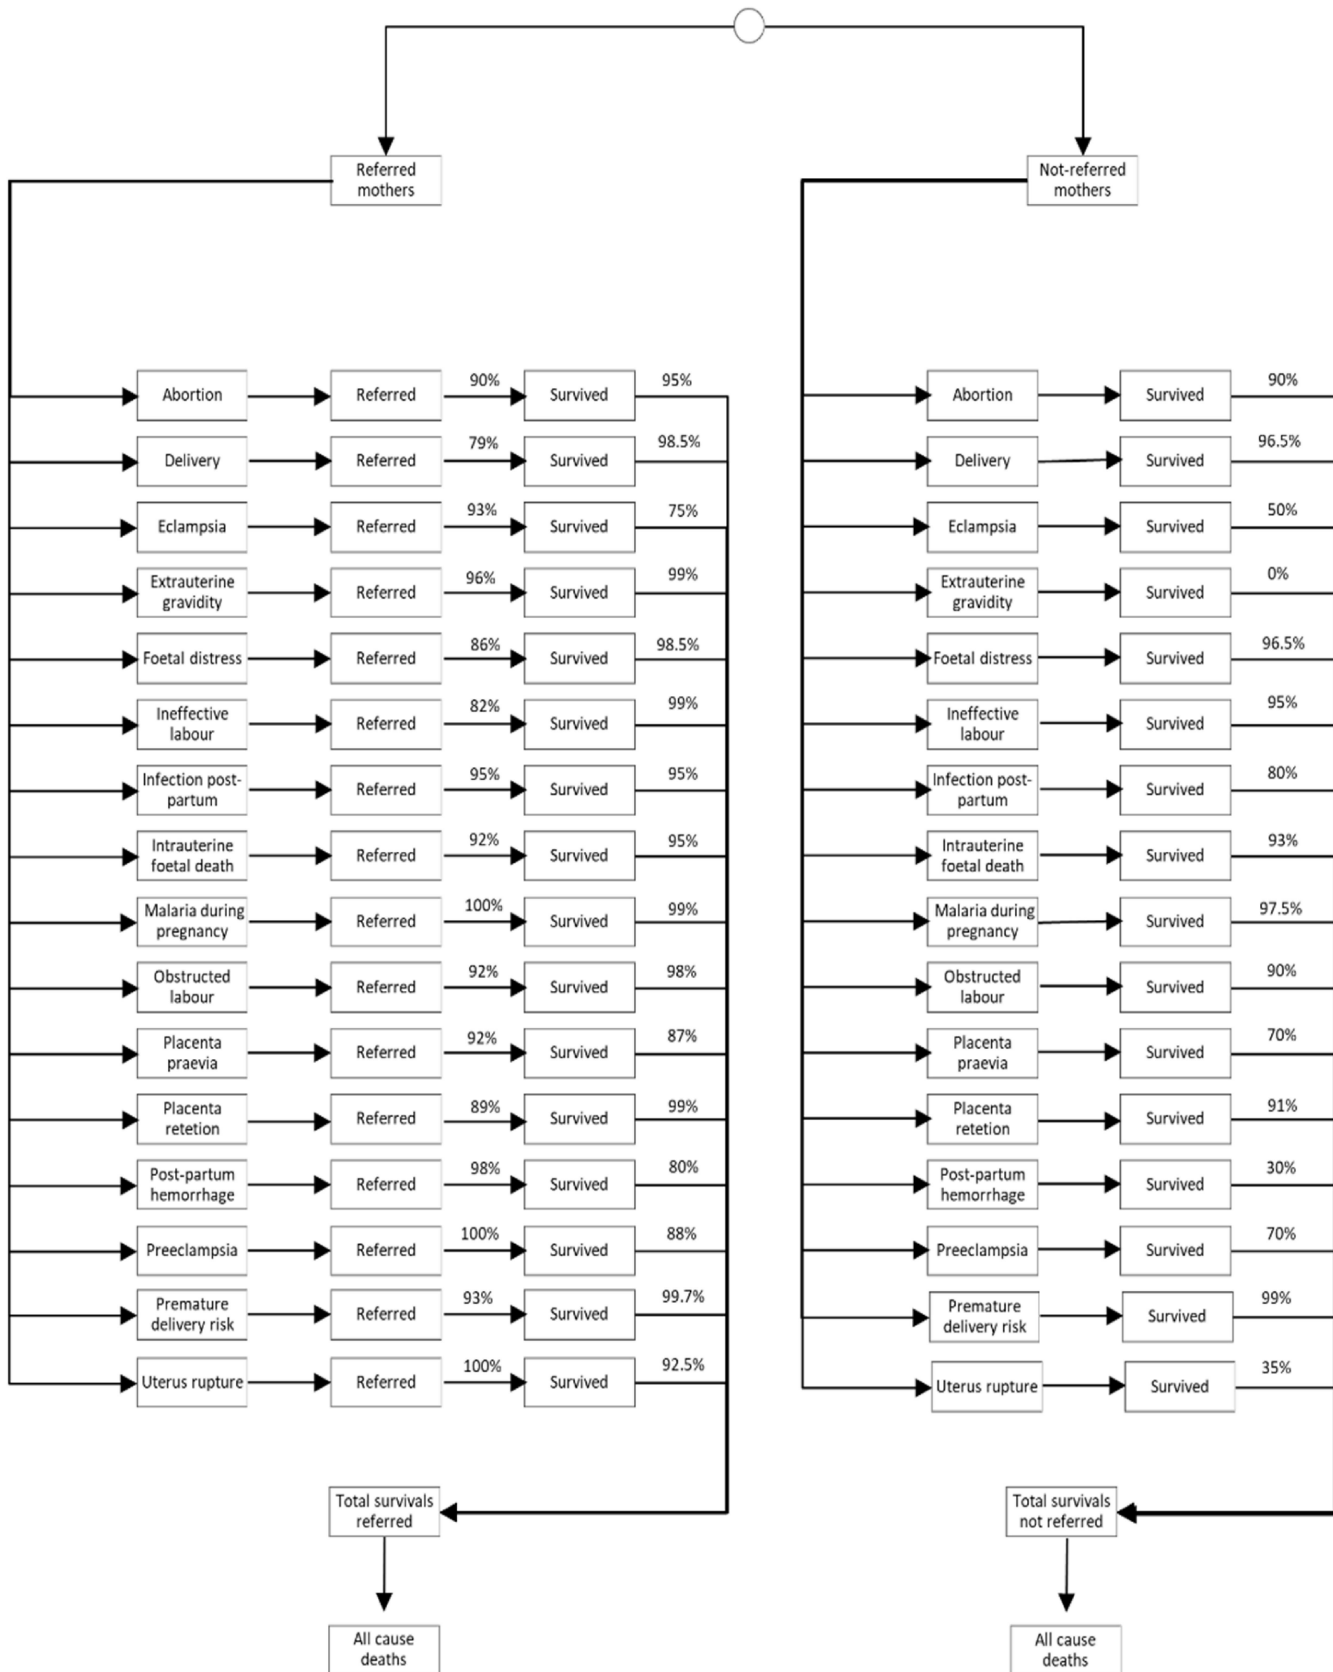 Referred
mothers
Not-referred
mothers
Abortion
Referred
90%
Survived
95%
Delivery
Referred
79%
Survived
98.5%
Eclampsia
Referred
93%
Survived
75%
Extrauterine
gravidity
Referred
96%
Survived
99%
Foetal distress
Referred
86%
Survived
98.5%
Ineffective
labour
Referred
82%
Survived
99%
Infection post-
partum
Referred
95%
Survived
95%
Intrauterine
foetal death
Referred
92%
Survived
95%
Malaria during
pregnancy
Referred
100%
Survived
99%
Obstructed
labour
Referred
92%
Survived
98%
Placenta
praevia
Referred
92%
Survived
87%
Placenta
retetion
Referred
89%
Survived
99%
Post-partum
hemorrhage
Referred
98%
Survived
80%
Preeclampsia
Referred
100%
Survived
88%
Premature
delivery risk
Referred
93%
Survived
99.7%
Uterus rupture
Referred
100%
Survived
92.5%
Total survivals
referred
All cause
deaths
Abortion
Survived
90%
Delivery
Survived
96.5%
Eclampsia
Survived
50%
Extrauterine
gravidity
Survived
0%
Foetal distress
Survived
96.5%
Ineffective
labour
Survived
95%
Infection post-
partum
Survived
80%
Intrauterine
foetal death
Survived
93%
Malaria during
pregnancy
Survived
97.5%
Obstructed
labour
Survived
90%
Placenta
praevia
Survived
70%
Placenta
retetion
Survived
91%
Post-partum
hemorrhage
Survived
30%
Preeclampsia
Survived
70%
Premature
delivery risk
Survived
99%
Uterus rupture
Survived
35%
Total survivals
not referred
All cause
deaths